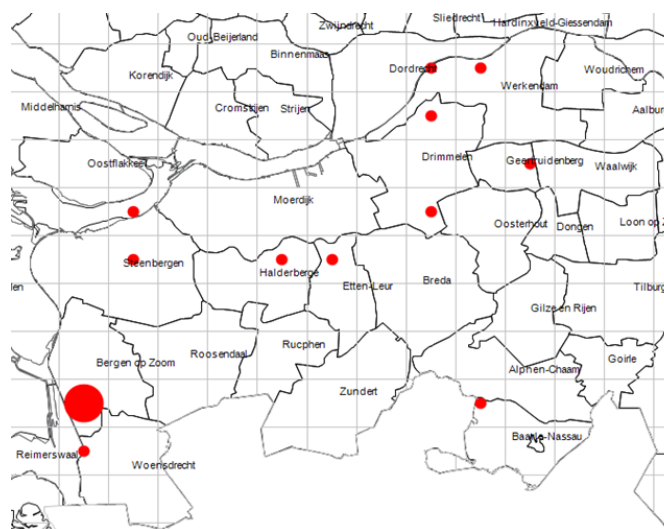 Zwijndrecht
Sliedrecht
Hardinxveld-Giessendam
Oud-Beijerland
Binnenmaas
Korendijk
Dordrecht
Woudrichem
Werkendam
Middelharnis
Cromstrijen
Strijen
Aalbur
Oostflakkee
Drimmelen
Geertruidenberg
Waalwijk
Moerdijk
Oosterhout
Dongen
Loon op Z
Steenbergen
Halderberge
Etten-Leur
Breda
Tilburg
Gilze en Rijen
Rucphen
Roosendaal
Bergen op Zoom
Goirle
Alphen-Chaam
Zundert
Baarle-Nassau
Reimerswaal
Woensdrecht